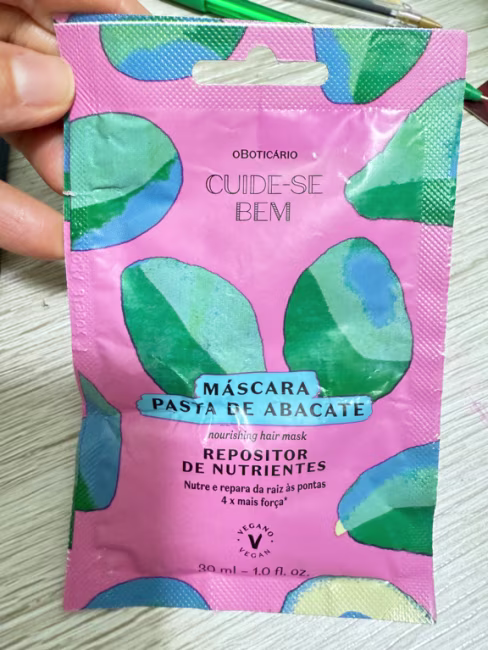 oBOTICÁRIO
CUIDE-SE
BEM
MÁSCARA
PASTA DE ABACATE
nourishing hair mask
REPOSITOR
DE NUTRIENTES
Nutre e repara da raiz às pontas
4 x mais força*
VEGANO
V
VEGAN
30 ml – 1.0 fl. oz.